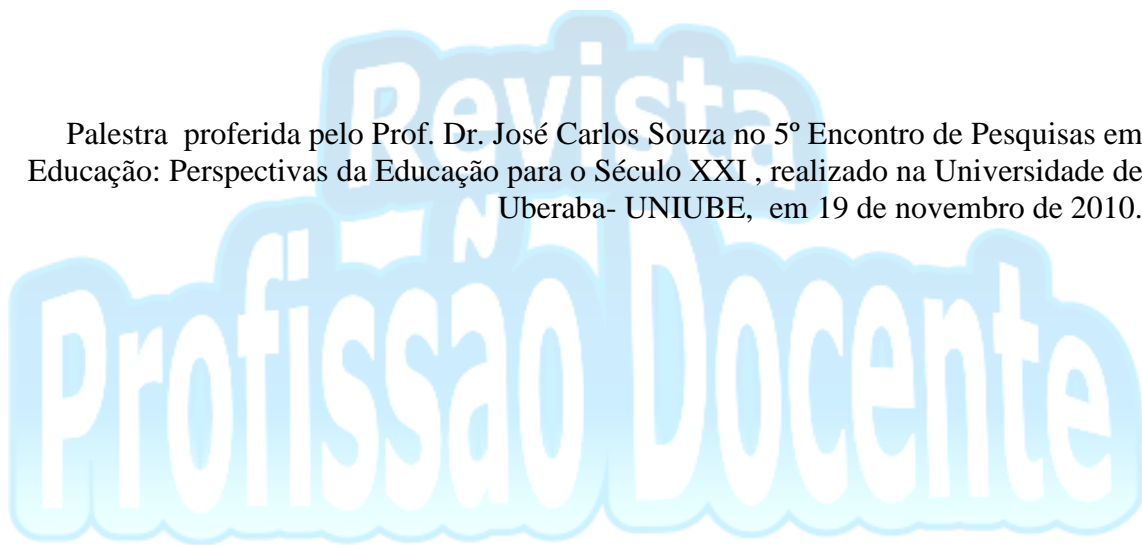 Revista
Palestra proferida pelo Prof. Dr. José Carlos Souza no 5º Encontro de Pesquisas em
Educação: Perspectivas da Educação para o Século XXI , realizado na Universidade de
Uberaba- UNIUBE, em 19 de novembro de 2010.
Profissão Docente